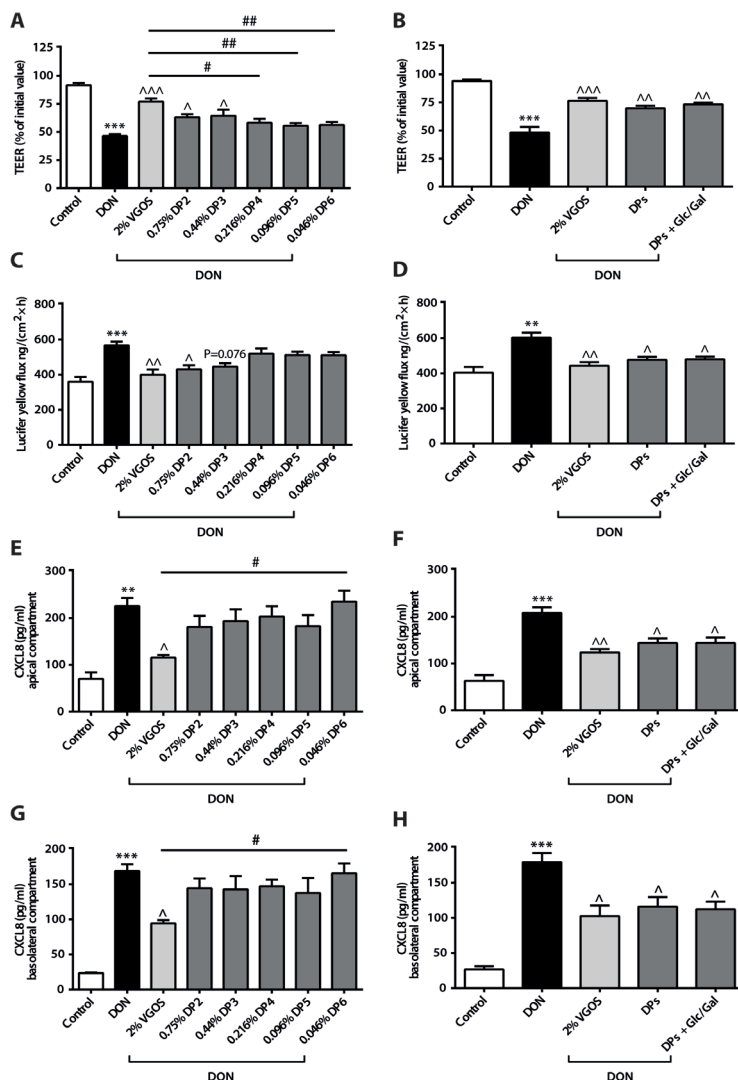 A
##
##
#
TEER (% of initial value)
125
100
75
50
25
0
***
^^^
^
^
Control
DON
2% VGOS
0.75% DP2
0.44% DP3
0.216% DP4
0.096% DP5
0.046% DP6
DON
B
TEER (% of initial value)
125
100
75
50
25
0
***
^^^
^^
^^
Control
DON
2% VGOS
DPs
DPs + Glc/Gal
DON
C
Lucifer yellow flux ng/(cm²×h)
800
600
400
200
0
***
^^
^
P=0.076
Control
DON
2% VGOS
0.75% DP2
0.44% DP3
0.216% DP4
0.096% DP5
0.046% DP6
DON
D
Lucifer yellow flux ng/(cm²×h)
800
600
400
200
0
**
^^
^
^
Control
DON
2% VGOS
DPs
DPs + Glc/Gal
DON
E
#
CXCL8 (pg/ml)
apical compartment
300
200
100
0
**
^
Control
DON
2% VGOS
0.75% DP2
0.44% DP3
0.216% DP4
0.096% DP5
0.046% DP6
DON
F
CXCL8 (pg/ml)
apical compartment
300
200
100
0
***
^^
^
^
Control
DON
2% VGOS
DPs
DPs + Glc/Gal
DON
G
#
CXCL8 (pg/ml)
basolateral compartment
200
150
100
50
0
***
^
Control
DON
2% VGOS
0.75% DP2
0.44% DP3
0.216% DP4
0.096% DP5
0.046% DP6
DON
H
CXCL8 (pg/ml)
basolateral compartment
200
150
100
50
0
***
^
^
^
Control
DON
2% VGOS
DPs
DPs + Glc/Gal
DON